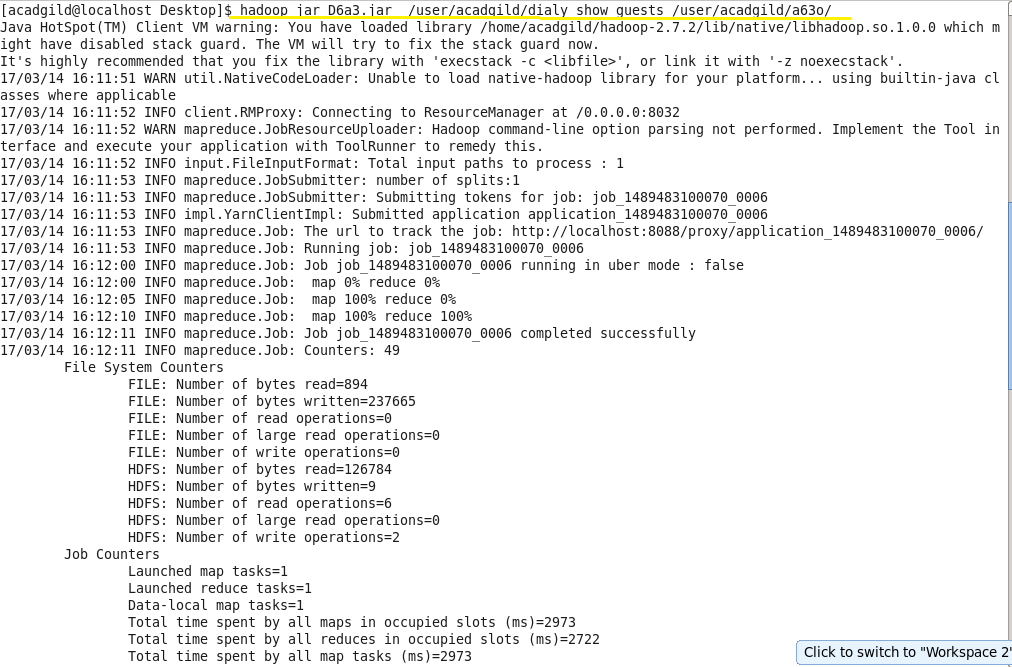 [acadgild@localhost Desktop]$ hadoop jar D6a3.jar  /user/acadgild/dialy_show_guests /user/acadgild/a63o/
Java HotSpot(TM) Client VM warning: You have loaded library /home/acadgild/hadoop-2.7.2/lib/native/libhadoop.so.1.0.0 which m
ight have disabled stack guard. The VM will try to fix the stack guard now.
It's highly recommended that you fix the library with 'execstack -c <libfile>', or link it with '-z noexecstack'.
17/03/14 16:11:51 WARN util.NativeCodeLoader: Unable to load native-hadoop library for your platform... using builtin-java cl
asses where applicable
17/03/14 16:11:52 INFO client.RMProxy: Connecting to ResourceManager at /0.0.0.0:8032
17/03/14 16:11:52 WARN mapreduce.JobResourceUploader: Hadoop command-line option parsing not performed. Implement the Tool in
terface and execute your application with ToolRunner to remedy this.
17/03/14 16:11:52 INFO input.FileInputFormat: Total input paths to process : 1
17/03/14 16:11:53 INFO mapreduce.JobSubmitter: number of splits:1
17/03/14 16:11:53 INFO mapreduce.JobSubmitter: Submitting tokens for job: job_1489483100070_0006
17/03/14 16:11:53 INFO impl.YarnClientImpl: Submitted application application_1489483100070_0006
17/03/14 16:11:53 INFO mapreduce.Job: The url to track the job: http://localhost:8088/proxy/application_1489483100070_0006/
17/03/14 16:11:53 INFO mapreduce.Job: Running job: job_1489483100070_0006
17/03/14 16:12:00 INFO mapreduce.Job: Job job_1489483100070_0006 running in uber mode : false
17/03/14 16:12:00 INFO mapreduce.Job:  map 0% reduce 0%
17/03/14 16:12:05 INFO mapreduce.Job:  map 100% reduce 0%
17/03/14 16:12:10 INFO mapreduce.Job:  map 100% reduce 100%
17/03/14 16:12:11 INFO mapreduce.Job: Job job_1489483100070_0006 completed successfully
17/03/14 16:12:11 INFO mapreduce.Job: Counters: 49
File System Counters
FILE: Number of bytes read=894
FILE: Number of bytes written=237665
FILE: Number of read operations=0
FILE: Number of large read operations=0
FILE: Number of write operations=0
HDFS: Number of bytes read=126784
HDFS: Number of bytes written=9
HDFS: Number of read operations=6
HDFS: Number of large read operations=0
HDFS: Number of write operations=2
Job Counters
Launched map tasks=1
Launched reduce tasks=1
Data-local map tasks=1
Total time spent by all maps in occupied slots (ms)=2973
Total time spent by all reduces in occupied slots (ms)=2722
Total time spent by all map tasks (ms)=2973
Click to switch to "Workspace 2"